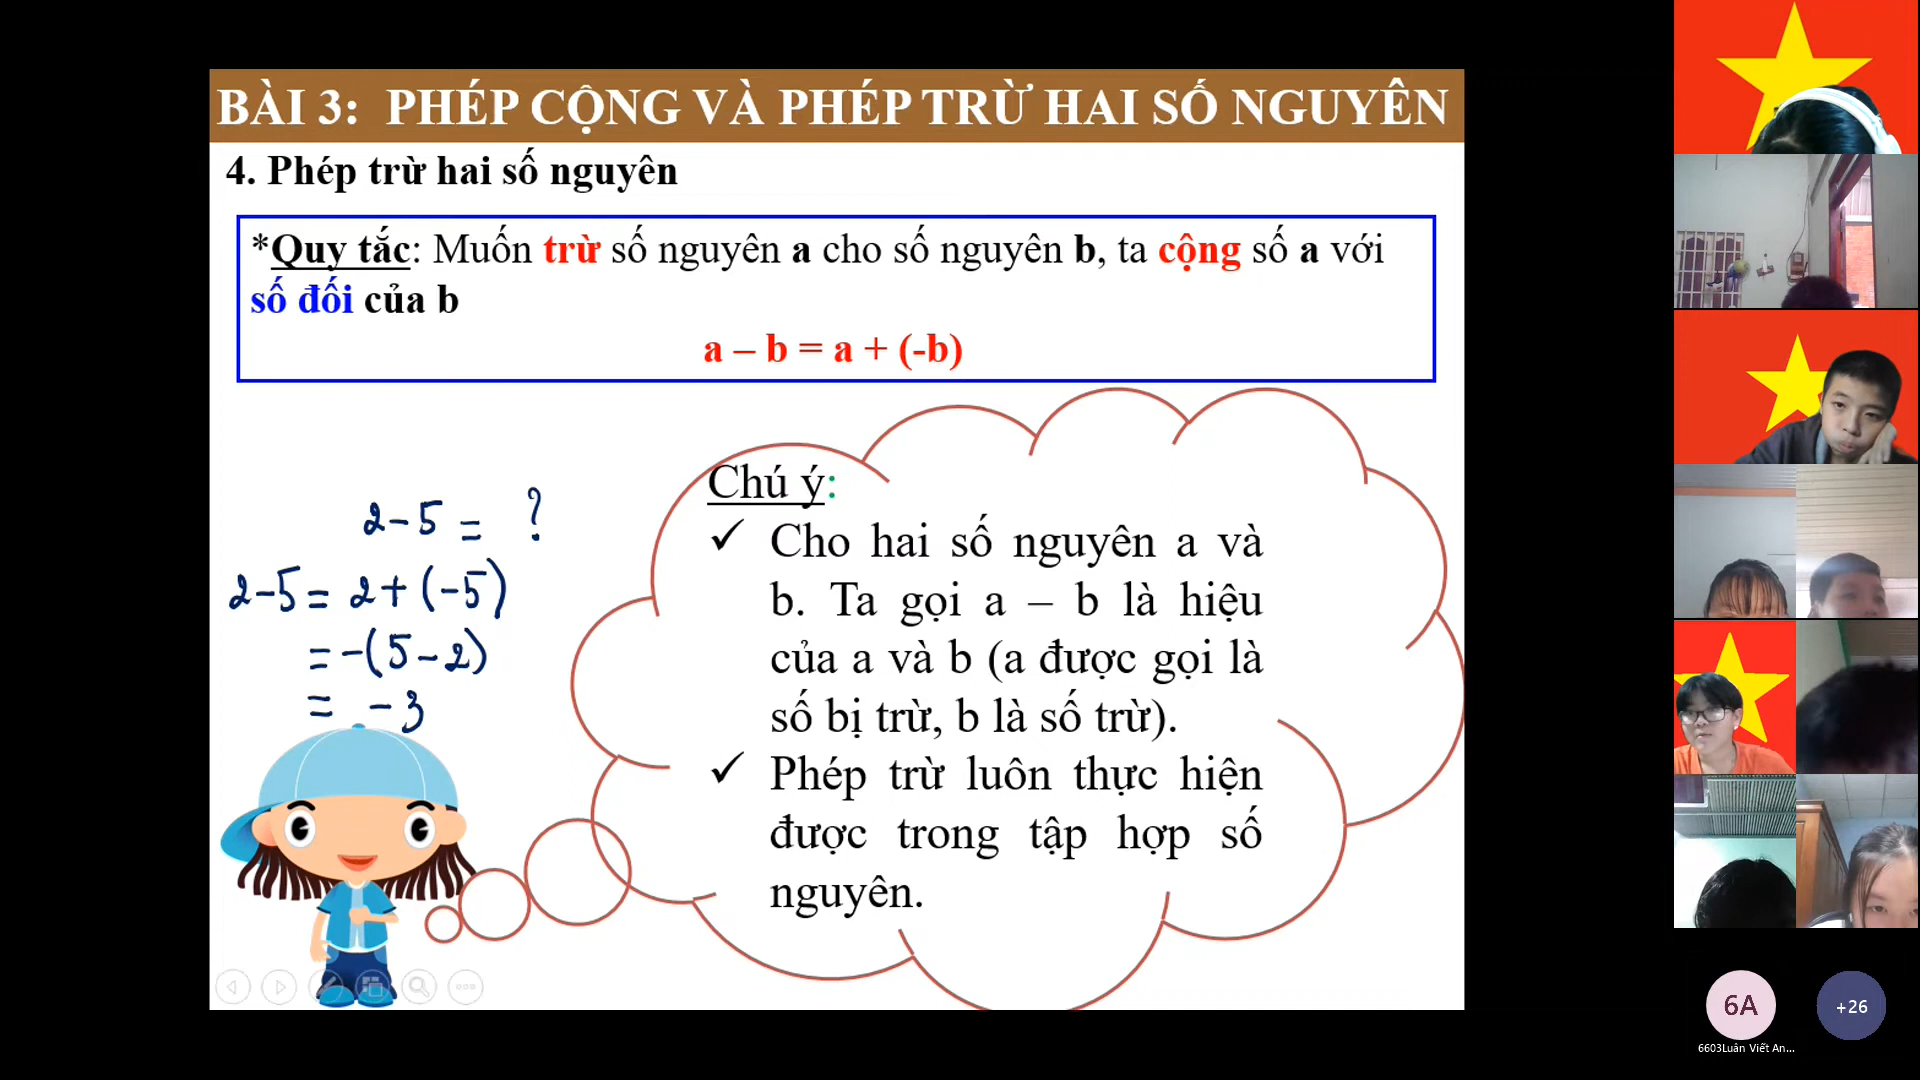 BÀI 3: PHÉP CỘNG VÀ PHÉP TRỪ HAI SỐ NGUYÊN
4. Phép trừ hai số nguyên
*Quy tắc: Muốn trừ số nguyên a cho số nguyên b, ta cộng số a với
số đối của b
a – b = a + (-b)
2-5 = ?
2-5 = 2+(-5)
= -(5-2)
= -3
Chú ý:
✓ Cho hai số nguyên a và
b. Ta gọi a – b là hiệu
của a và b (a được gọi là
số bị trừ, b là số trừ).
✓ Phép trừ luôn thực hiện
được trong tập hợp số
nguyên.
6A
+26
6603Luân Viết An...